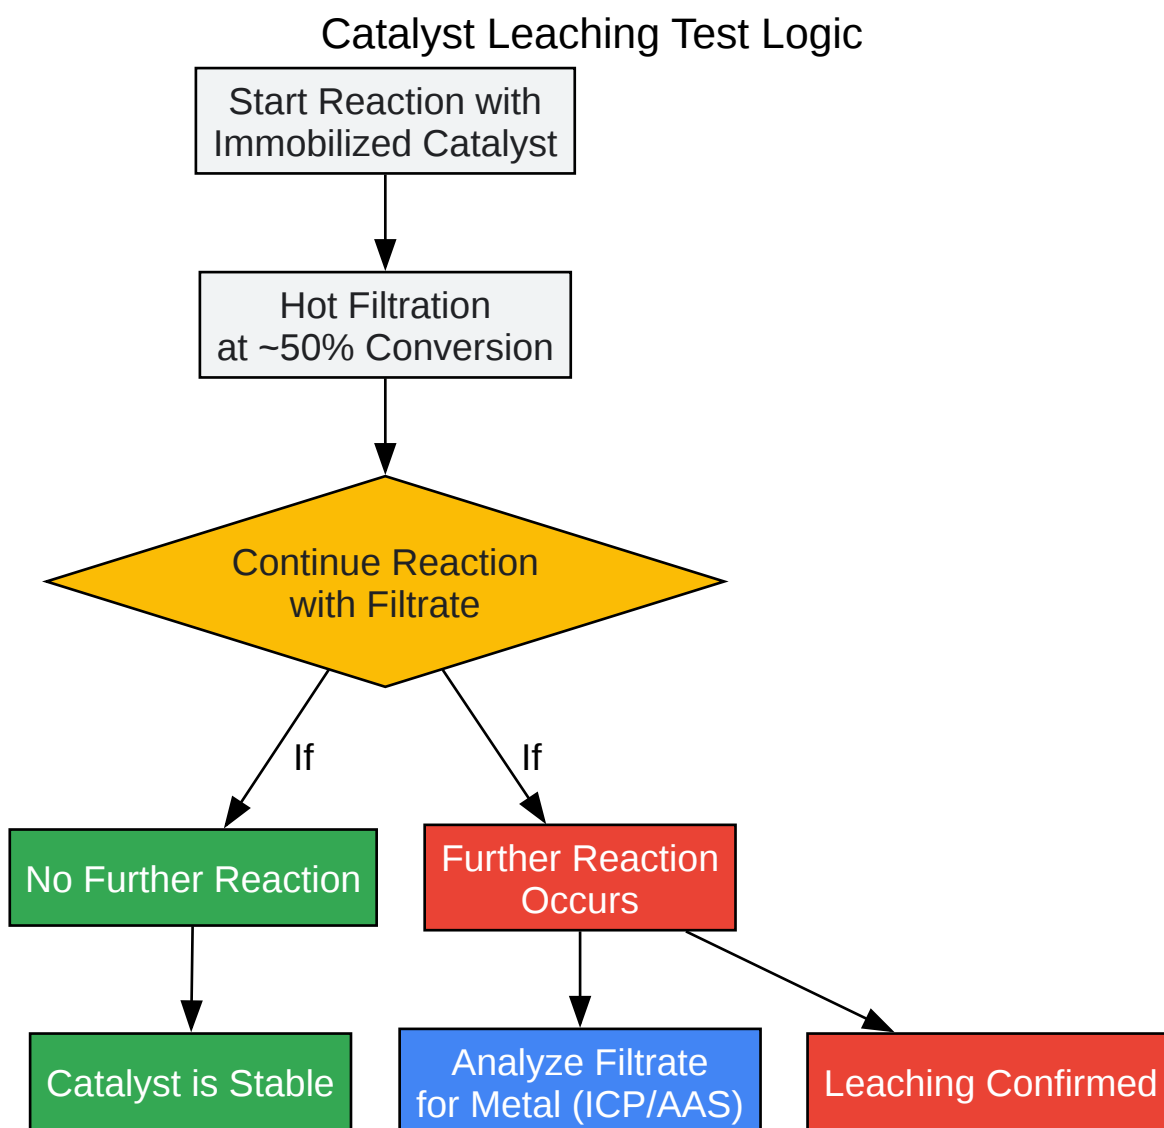 Catalyst Leaching Test Logic
Start Reaction with
Immobilized Catalyst
Hot Filtration
at ~50% Conversion
Continue Reaction
with Filtrate
If
If
No Further Reaction
Further Reaction
Occurs
Catalyst is Stable
Analyze Filtrate
for Metal (ICP/AAS)
Leaching Confirmed